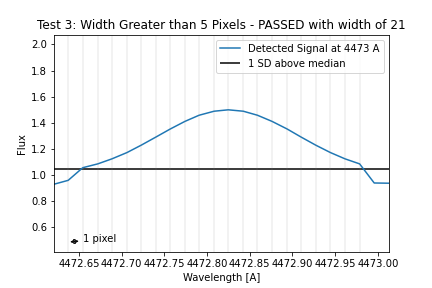 Test 3: Width Greater than 5 Pixels - PASSED with width of 21
2.0
1.8
1.6
1.4
1.2
1.0
0.8
0.6
Flux
Detected Signal at 4473 A
1 SD above median
1 pixel
4472.65 4472.70 4472.75 4472.80 4472.85 4472.90 4472.95 4473.00
Wavelength [A]